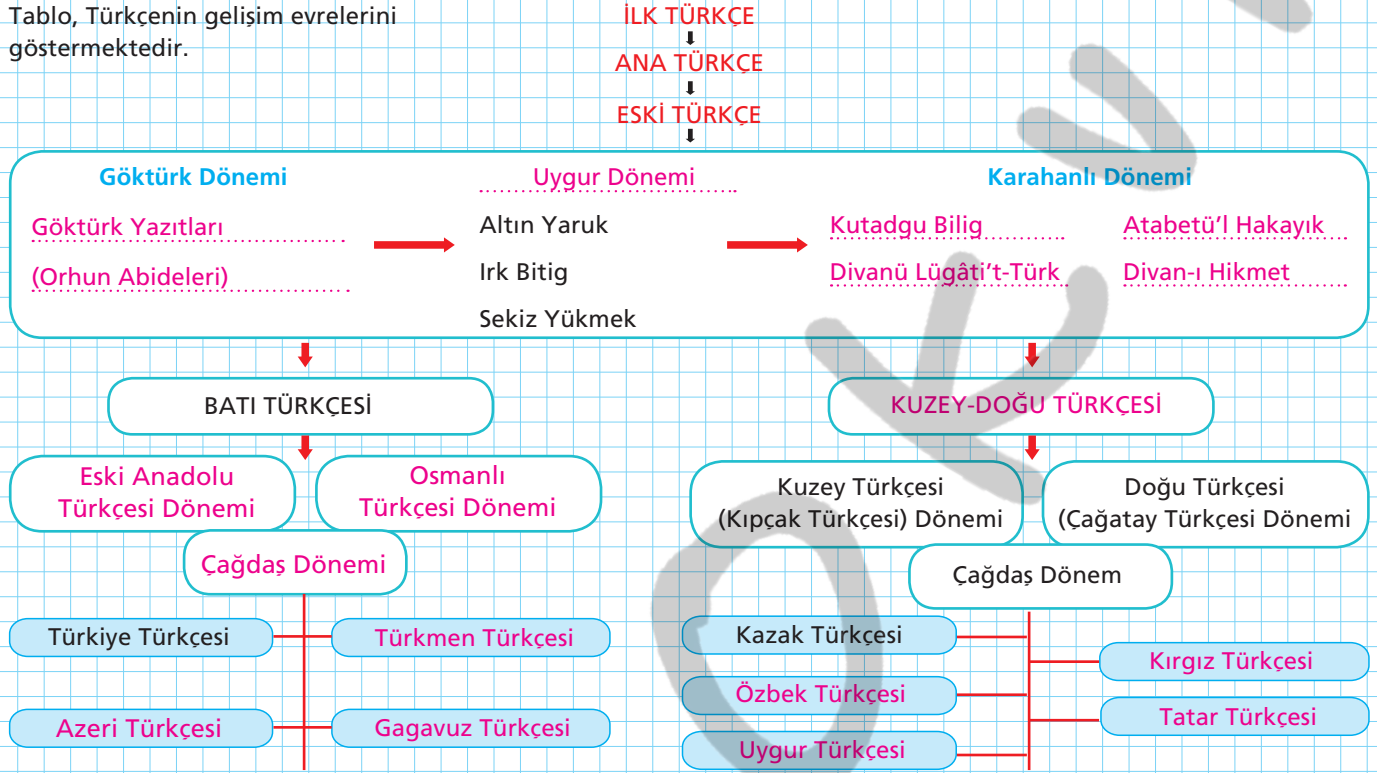 Tablo, Türkçenin gelişim evrelerini
göstermektedir.
İLK TÜRKÇE
ANA TÜRKÇE
ESKİ TÜRKÇE
Göktürk Dönemi
Göktürk Yazıtları
(Orhun Abideleri)
Uygur Dönemi
Altın Yaruk
Irk Bitig
Sekiz Yükmek
Karahanlı Dönemi
Kutadgu Bilig Atabetü'l Hakayık
Divanü Lügâti't-Türk Divan-ı Hikmet
BATI TÜRKÇESİ
Eski Anadolu
Türkçesi Dönemi
Osmanlı
Türkçesi Dönemi
Çağdaş Dönemi
Türkiye Türkçesi
Türkmen Türkçesi
Azeri Türkçesi
Gagavuz Türkçesi
KUZEY-DOĞU TÜRKÇESİ
Kuzey Türkçesi
(Kıpçak Türkçesi) Dönemi
Doğu Türkçesi
(Çağatay Türkçesi Dönemi
Çağdaş Dönem
Kazak Türkçesi
Kırgız Türkçesi
Özbek Türkçesi
Tatar Türkçesi
Uygur Türkçesi